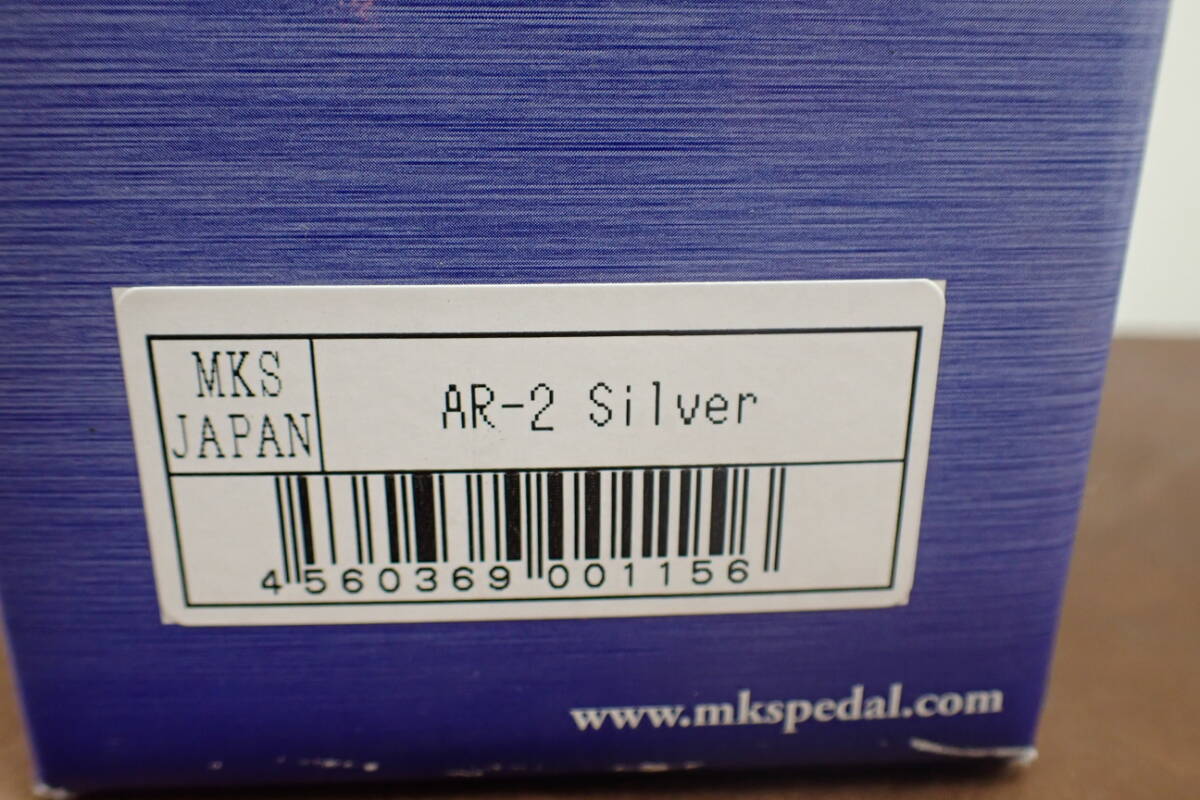 MKS
JAPAN
AR-2 Silver
4 560369 001156
www.mkspedal.com